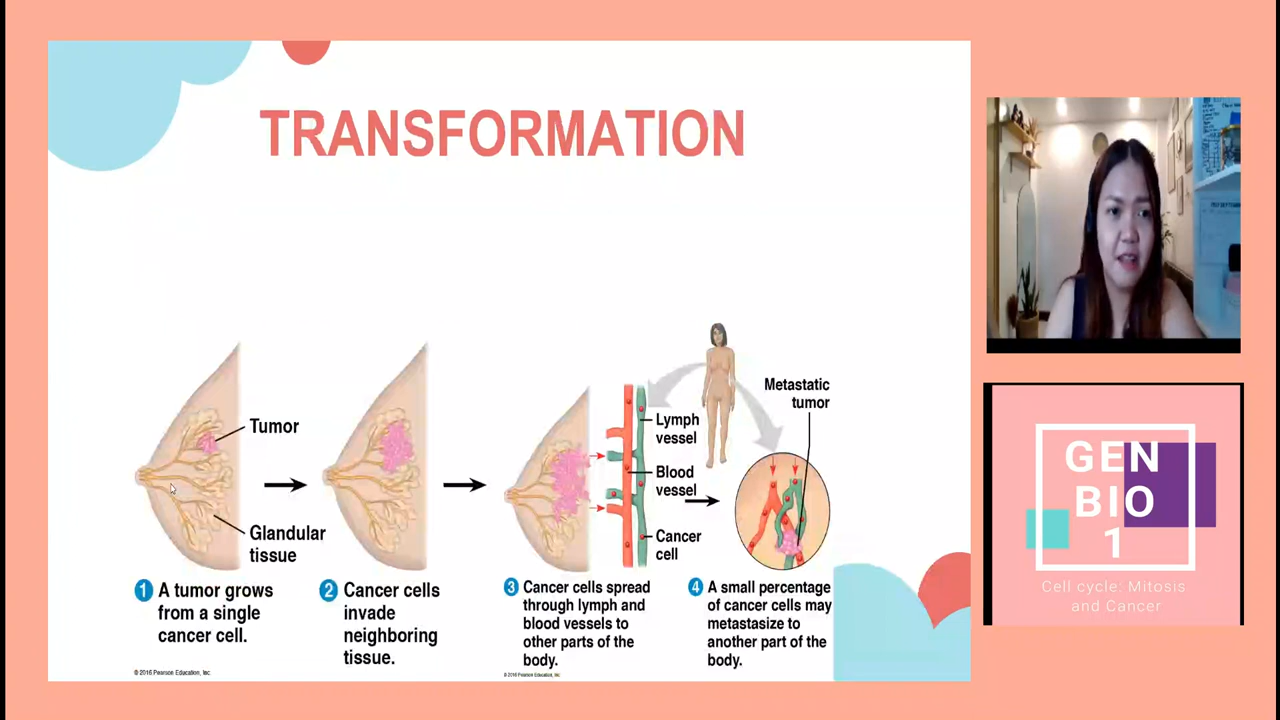 TRANSFORMATION
Tumor
Glandular
tissue
Lymph
vessel
Blood
vessel
Cancer
cell
Metastatic
tumor
1 A tumor grows
from a single
cancer cell.
2 Cancer cells
invade
neighboring
tissue.
3 Cancer cells spread
through lymph and
blood vessels to
other parts of the
body.
4 A small percentage
of cancer cells may
metastasize to
another part of the
body.
© 2016 Pearson Education, Inc.
© 2016 Pearson Education, Inc.
GEN
BIO
1
Cell cycle: Mitosis
and Cancer